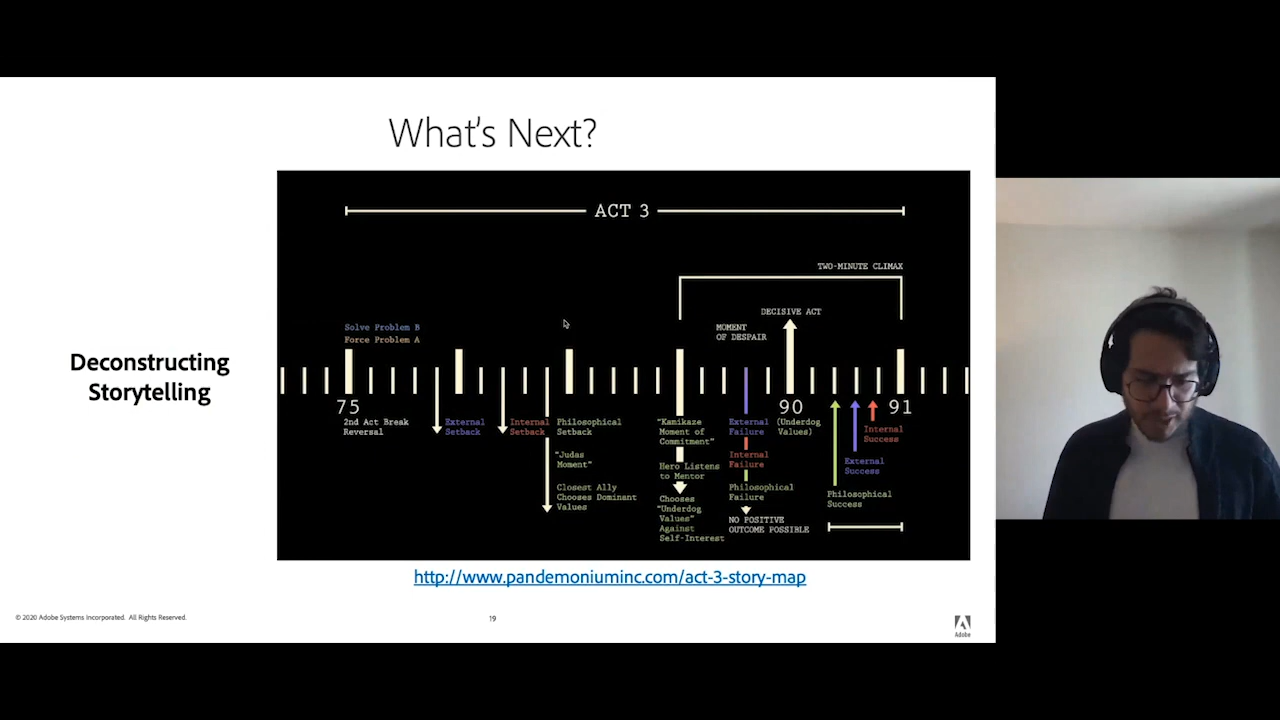 What's Next?
ACT 3
TWO-MINUTE CLIMAX
DECISIVE ACT
MOMENT
OF DESPAIR
Solve Problem B
Force Problem A
Deconstructing
Storytelling
75
90
91
2nd Act Break
Reversal
External
Setback
Internal
Setback
Philosophical
Setback
"Judas
Moment"
Closest Ally
Chooses Dominant
Values
"Kamikaze
Moment of
Commitment"
Hero Listens
to Mentor
Chooses
"Underdog
Values"
Against
Self-Interest
External
Failure
Internal
Failure
Philosophical
Failure
NO POSITIVE
OUTCOME POSSIBLE
(Underdog
Values)
Internal
Success
External
Success
Philosophical
Success
http://www.pandemoniuminc.com/act-3-story-map
© 2020 Adobe Systems Incorporated. All Rights Reserved.
19
Adobe